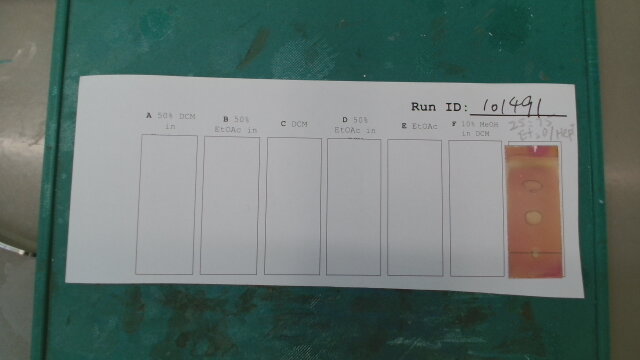 Run ID: 101491
A 50% DCM in
B 50% EtOAc in
C DCM
D 50% EtOAc in
E EtOAc
F 10% MeOH in DCM
Et2O/Hep